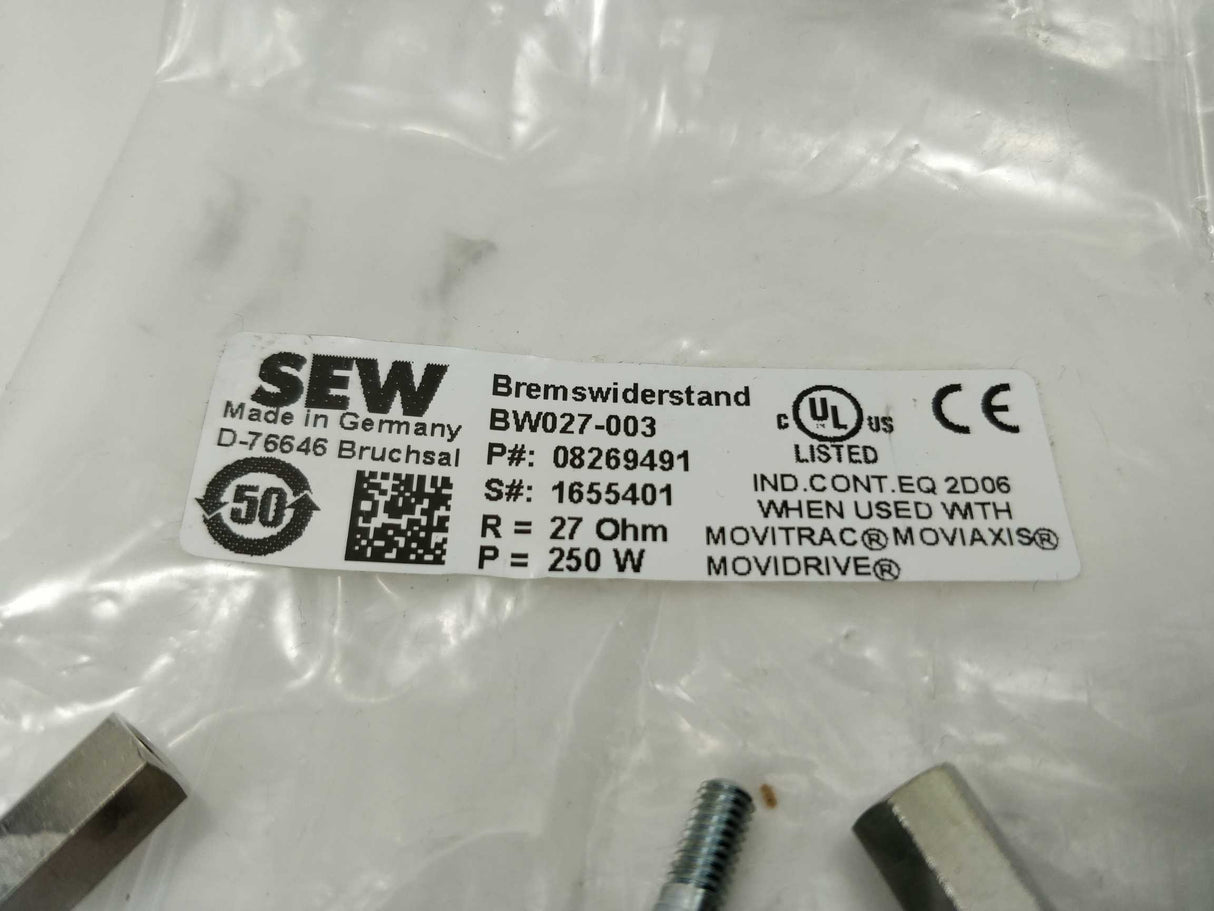 SEW
Made in Germany
D-76646 Bruchsal
50
Bremswiderstand
BW027-003
P#: 08269491
S#: 1655401
R = 27 Ohm
P = 250 W
C UL US
LISTED
CE
IND.CONT.EQ 2D06
WHEN USED WITH
MOVITRAC® MOVIAXIS®
MOVIDRIVE®